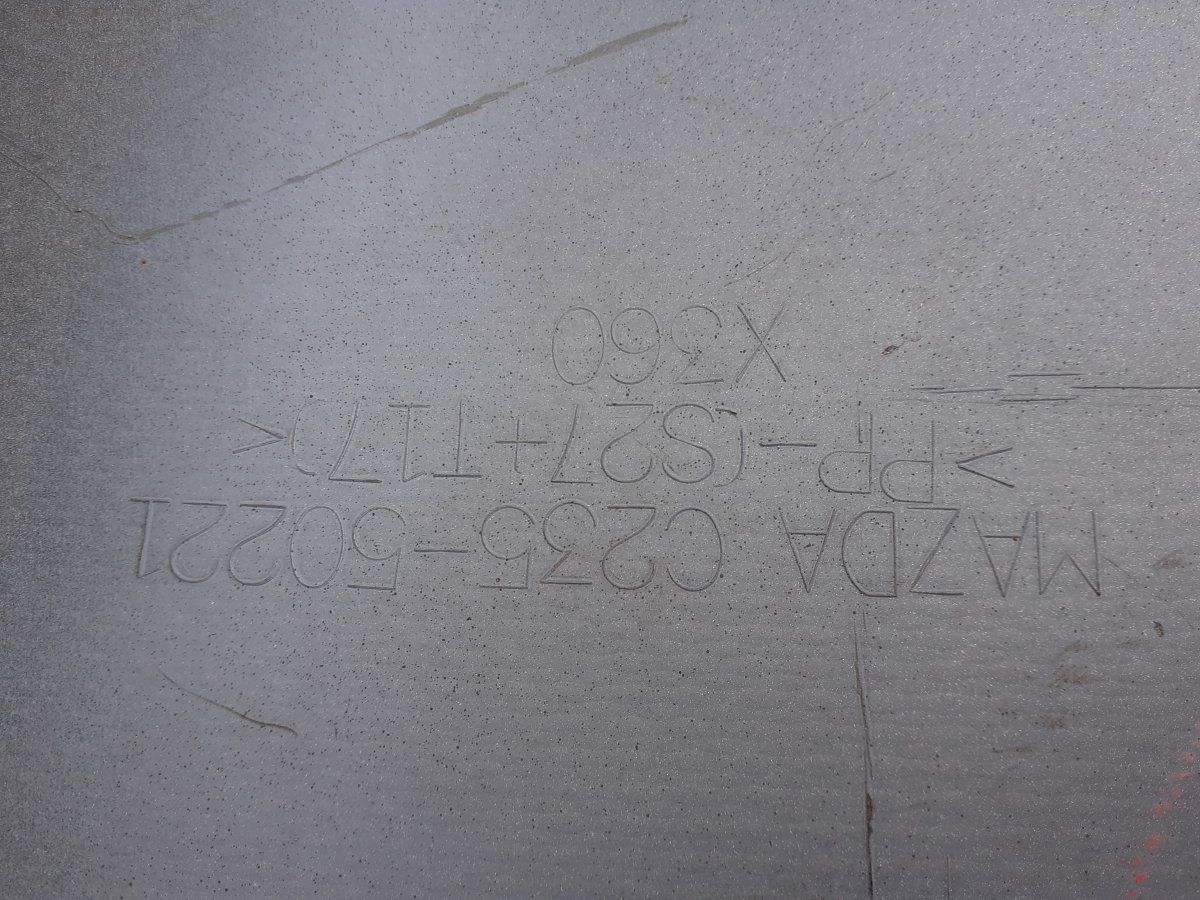 MAZDA C235-50221
>PP-(S27+T17)<
X360